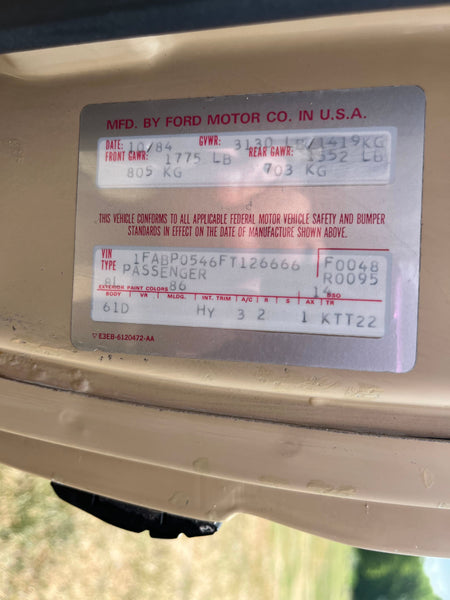 MFD. BY FORD MOTOR CO. IN U.S.A.
DATE: 10/84 GVWR: 3130 LB/1419KG
FRONT GAWR: 1775 LB REAR GAWR: 1352 LB
805 KG 703 KG
THIS VEHICLE CONFORMS TO ALL APPLICABLE FEDERAL MOTOR VEHICLE SAFETY AND BUMPER
STANDARDS IN EFFECT ON THE DATE OF MANUFACTURE SHOWN ABOVE.
VIN 1FABP0546FT126666 F0048
TYPE PASSENGER R0095
8L 86 14
EXTERIOR PAINT COLORS DSO
BODY VR MLDG. INT. TRIM A/C R S AX TR
61D HY 3 2 1 KTT22
E3EB-6120472-AA